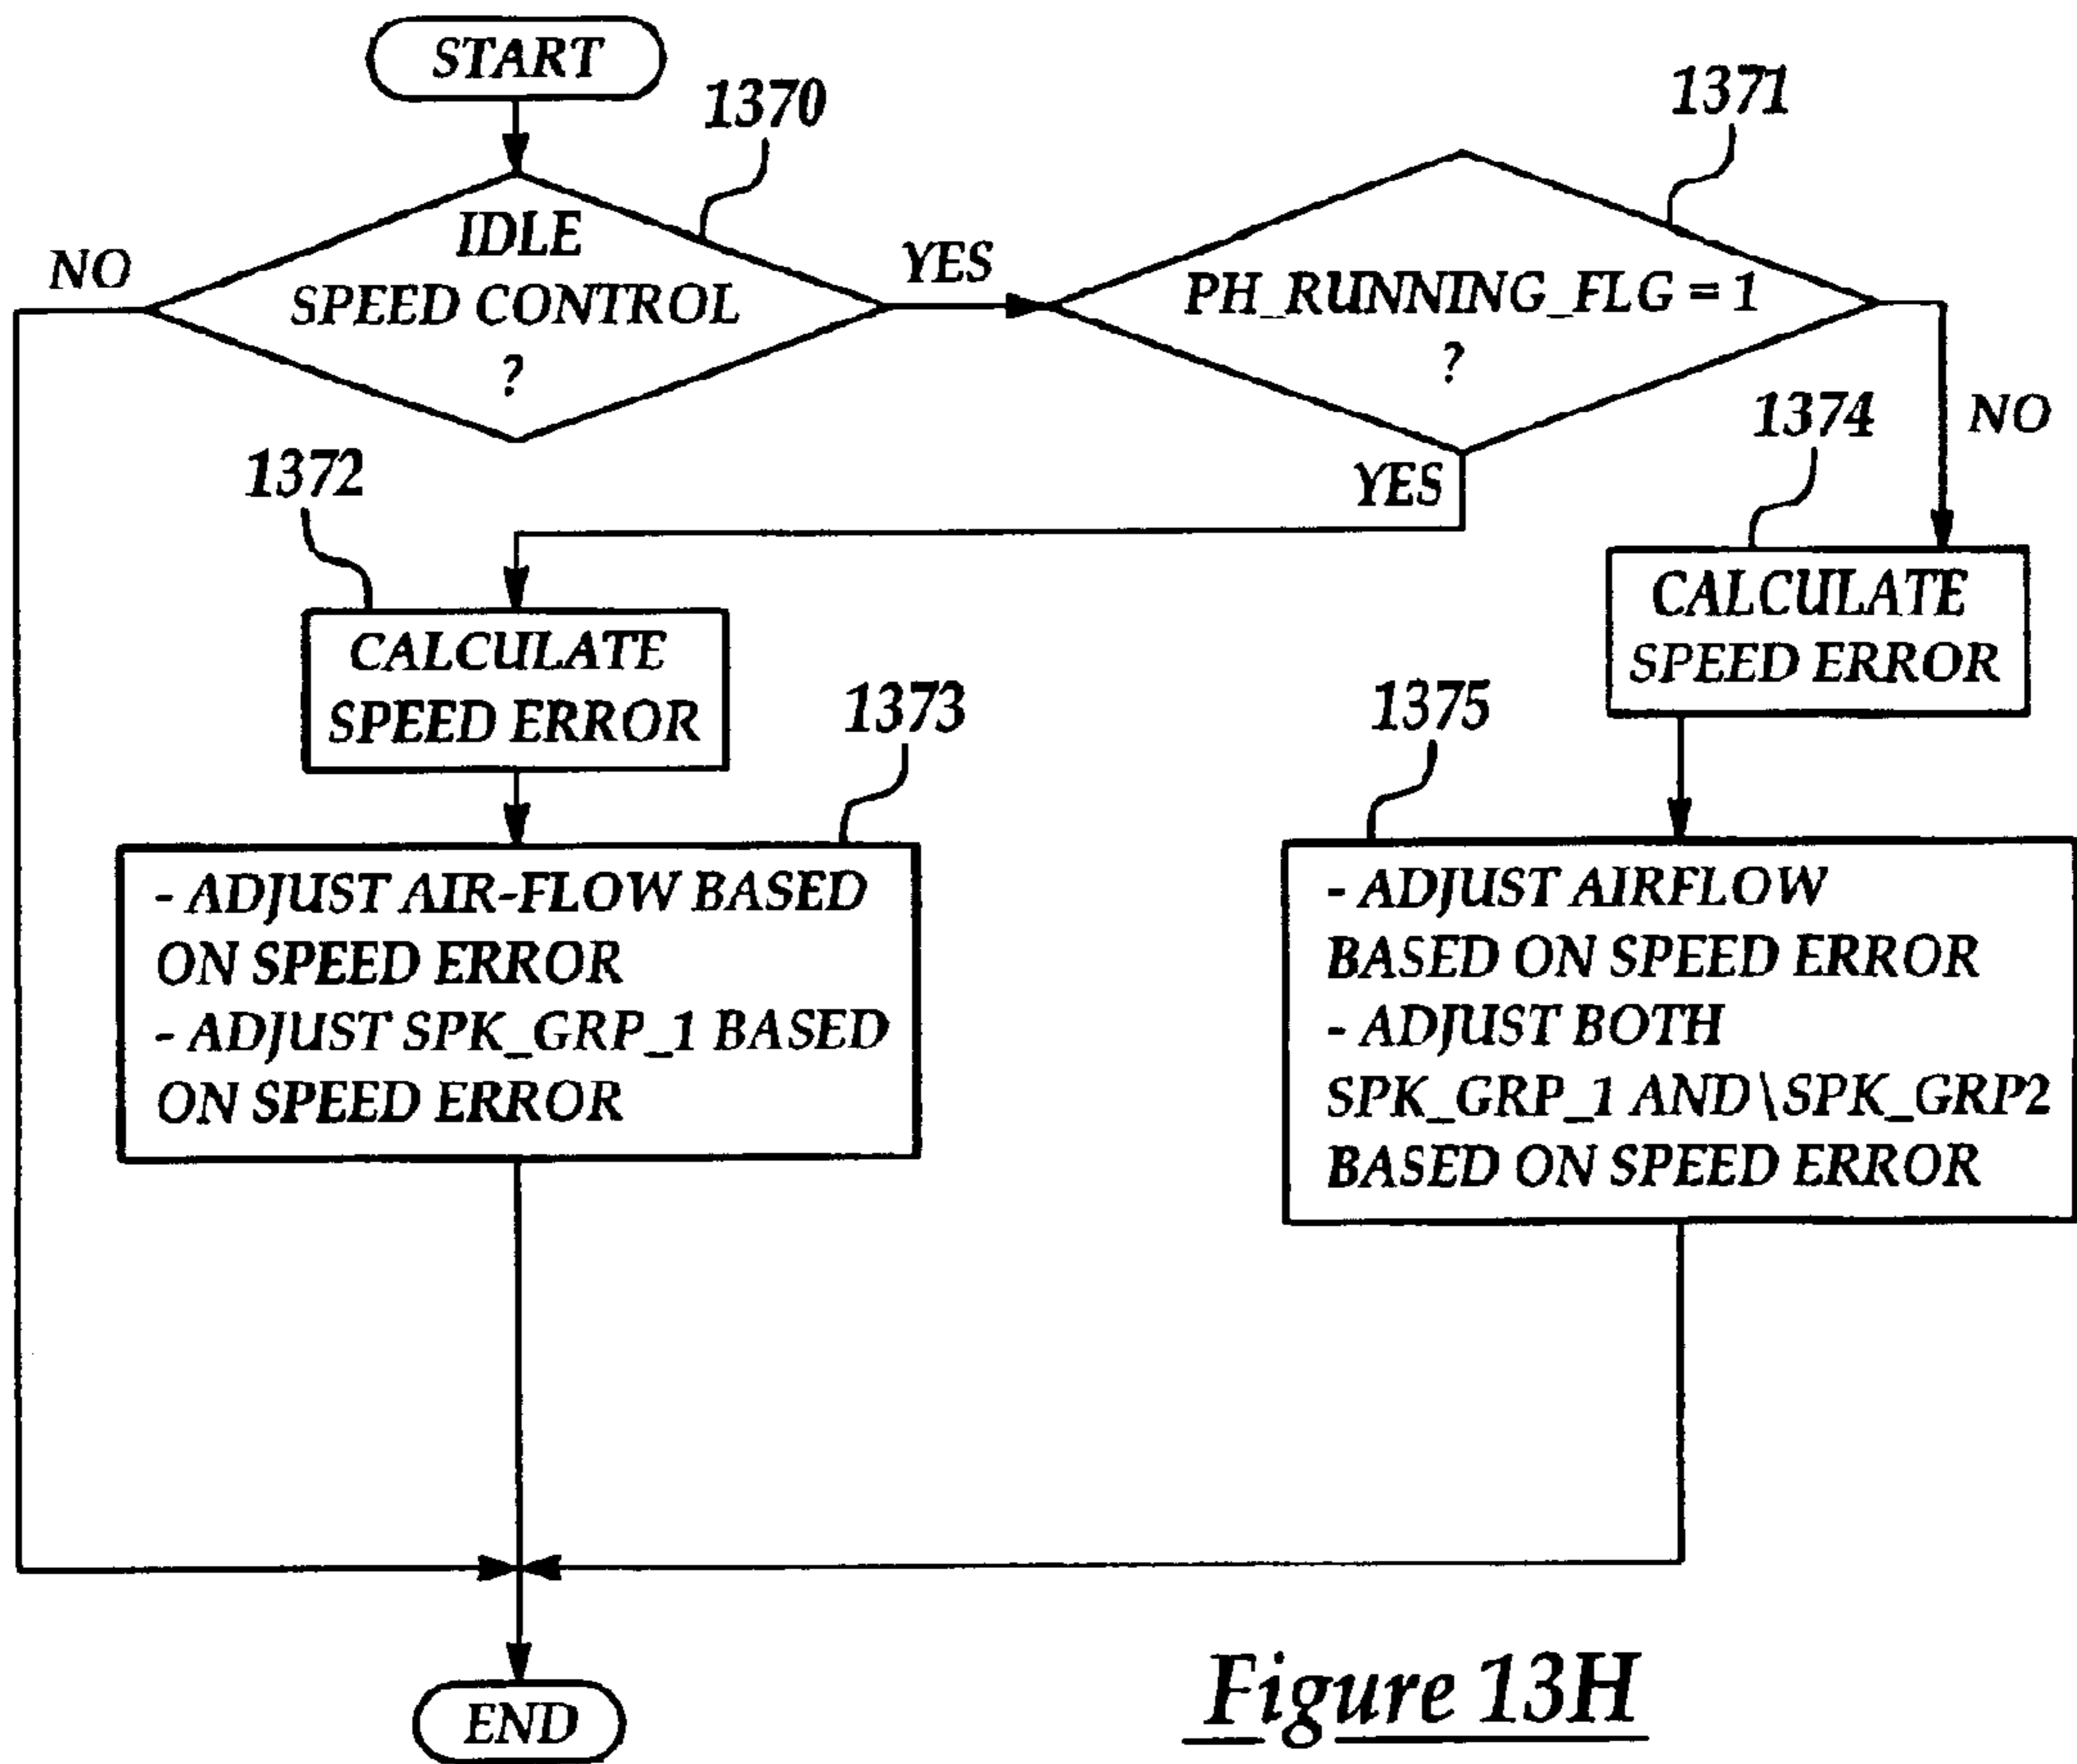 START
1370
1371
IDLE
SPEED CONTROL
?
NO
YES
PH_RUNNING_FLG = 1
?
NO
YES
1372
1374
CALCULATE
SPEED ERROR
CALCULATE
SPEED ERROR
1373
1375
- ADJUST AIR-FLOW BASED
ON SPEED ERROR
- ADJUST SPK_GRP_1 BASED
ON SPEED ERROR
- ADJUST AIRFLOW
BASED ON SPEED ERROR
- ADJUST BOTH
SPK_GRP_1 AND\SPK_GRP2
BASED ON SPEED ERROR
END
Figure 13H